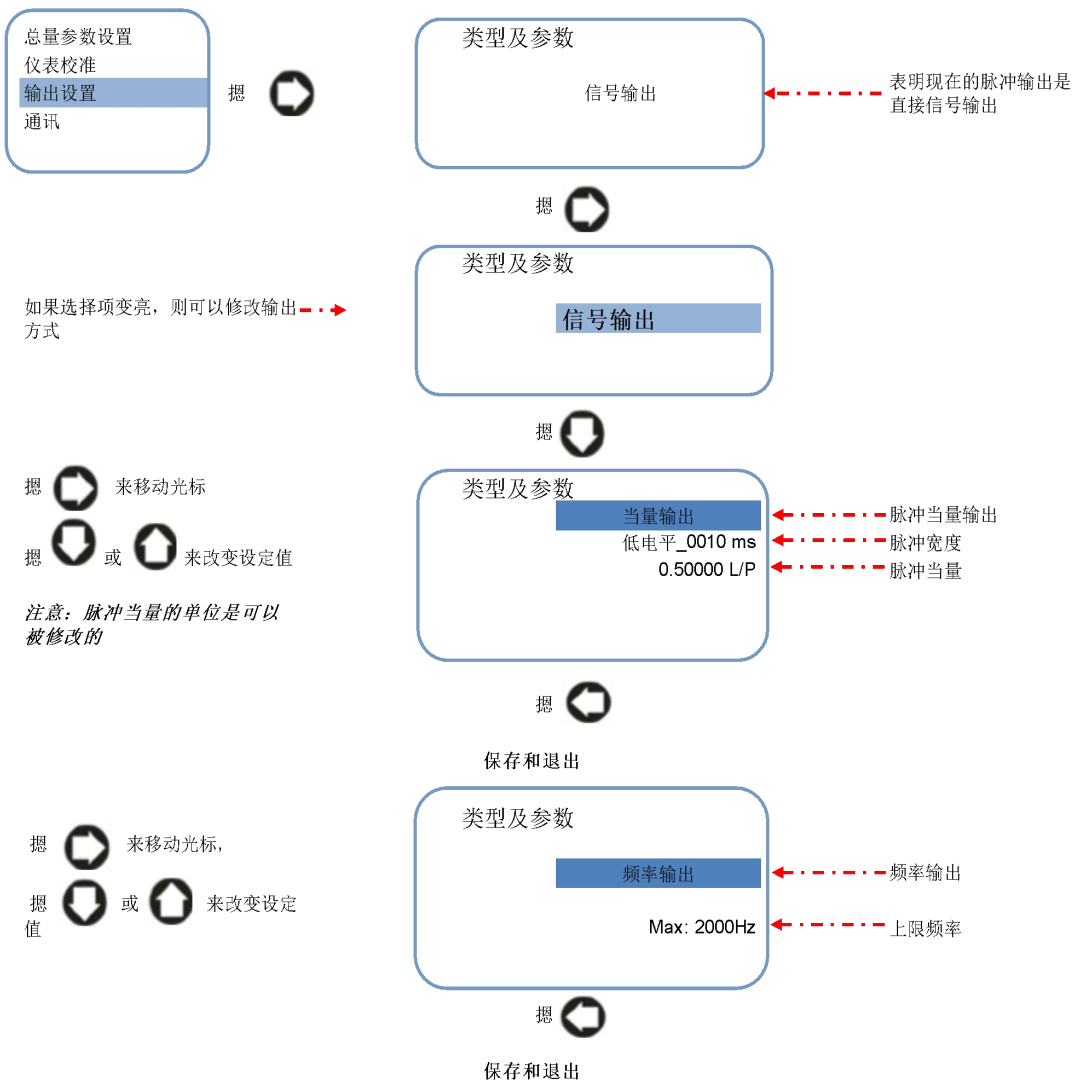 总量参数设置
仪表校准
输出设置
通讯
摁
类型及参数
信号输出
表明现在的脉冲输出是
直接信号输出
摁
如果选择项变亮，则可以修改输出
方式
类型及参数
信号输出
摁
摁 来移动光标
摁 或 来改变设定值
注意：脉冲当量的单位是可以
被修改的
类型及参数
当量输出
低电平_0010 ms
0.50000 L/P
脉冲当量输出
脉冲宽度
脉冲当量
摁
保存和退出
摁 来移动光标，
摁 或 来改变设定
值
类型及参数
频率输出
Max: 2000Hz
频率输出
上限频率
摁
保存和退出